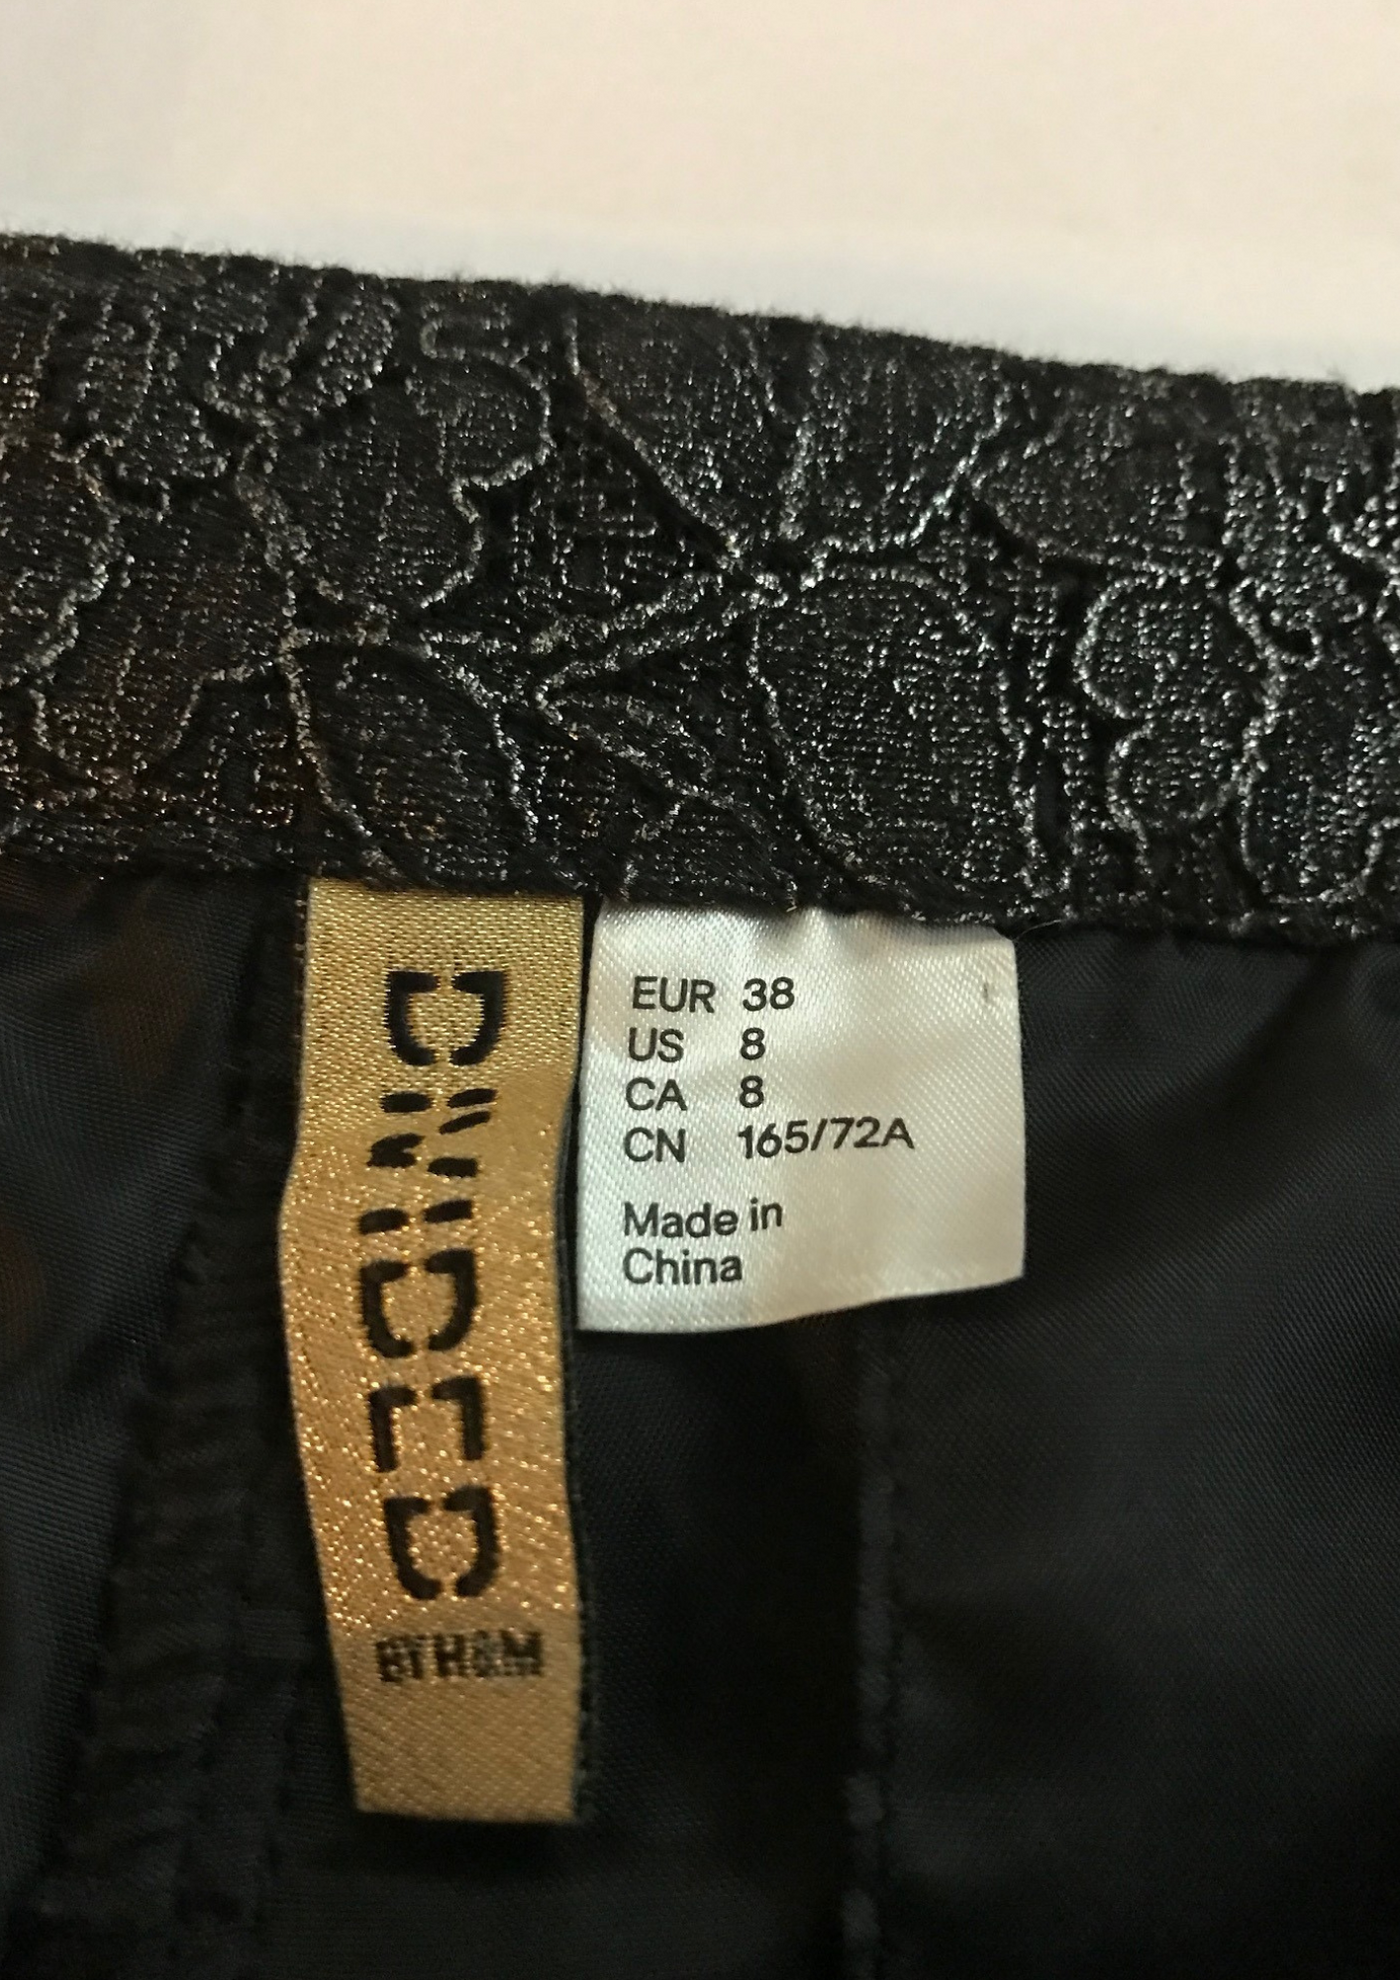 DIVIDED
BY H&M
EUR 38
US 8
CA 8
CN 165/72A
Made in
China